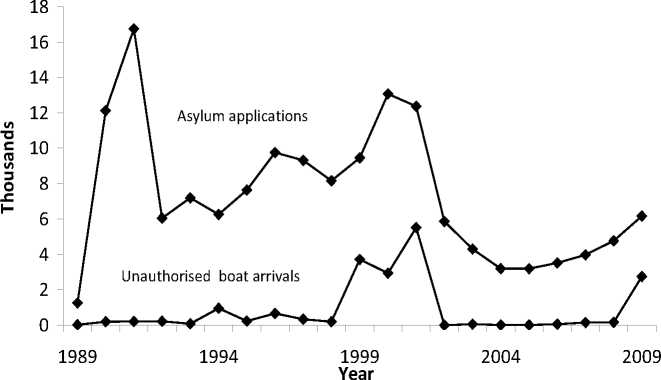 18
16
14
12
10
8
6
4
2
0
Thousands
Asylum applications
Unauthorised boat arrivals
1989 1994 1999 2004 2009
Year